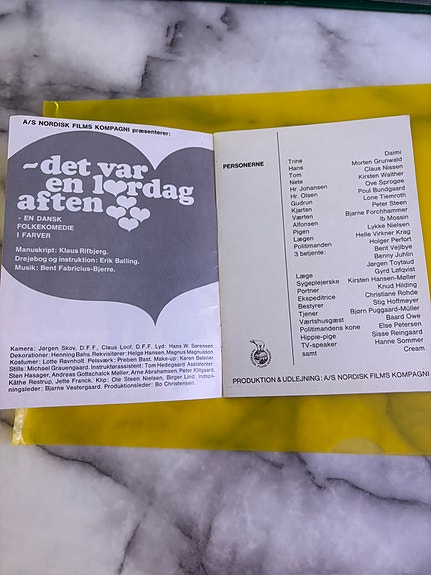 A/S NORDISK FILMS KOMPAGNI præsenterer:
~det var
en lørdag
aften
- EN DANSK
FOLKEKOMEDIE
I FARVER
Manuskript: Klaus Rifbjerg.
Drejebog og instruktion: Erik Balling.
Musik: Bent Fabricius-Bjerre.
Kamera: Jørgen Skov, D.F.F., Claus Loof, D.F.F. Lyd: Hans W. Sørensen.
Dekorationer: Henning Bahs. Rekvisitører: Helge Hansen, Magnus Magnusson.
Kostumer: Lotte Ravnholt. Pelsværk: Preben Bast. Make-up: Karen Balsner.
Stills: Michael Grauengaard. Instruktørassistent: Tom Hedegaard. Assistenter:
Sten Hasager, Andreas Gottschalck Møller, Arne Abrahamsen, Peter Klitgaard,
Käthe Restrup, Jette Franck. Klip: Ole Steen Nielsen, Birger Lind. Indspil-
ningsleder: Bjarne Vestergaard. Produktionsleder: Bo Christensen.
PERSONERNE
Trine Daimi
Hans Morten Grunwald
Tom Claus Nissen
Nete Kirsten Walther
Hr. Johansen Ove Sprogøe
Hr. Olsen Poul Bundgaard
Gudrun Lone Tiemroth
Kjartan Peter Steen
Værten Bjarne Forchhammer
Alfonsen Ib Mossin
Pigen Lykke Nielsen
Lægen Helle Virkner Krag
Politimanden Holger Perfort
3 betjente: Bent Vejlbye
Benny Juhlin
Jørgen Toytaud
Læge Gyrd Løfqvist
Sygeplejerske Kirsten Hansen-Møller
Portner Knud Hilding
Ekspeditrice Christiane Rohde
Bestyrer Stig Hoffmeyer
Tjener Bjørn Puggard-Müller
Værtshusgæst Baard Owe
Politimandens kone Else Petersen
Hippie-pige Sisse Reingaard
TV-speaker Hanne Sommer
samt Cream
PRODUKTION & UDLEJNING: A/S NORDISK FILMS KOMPAGNI